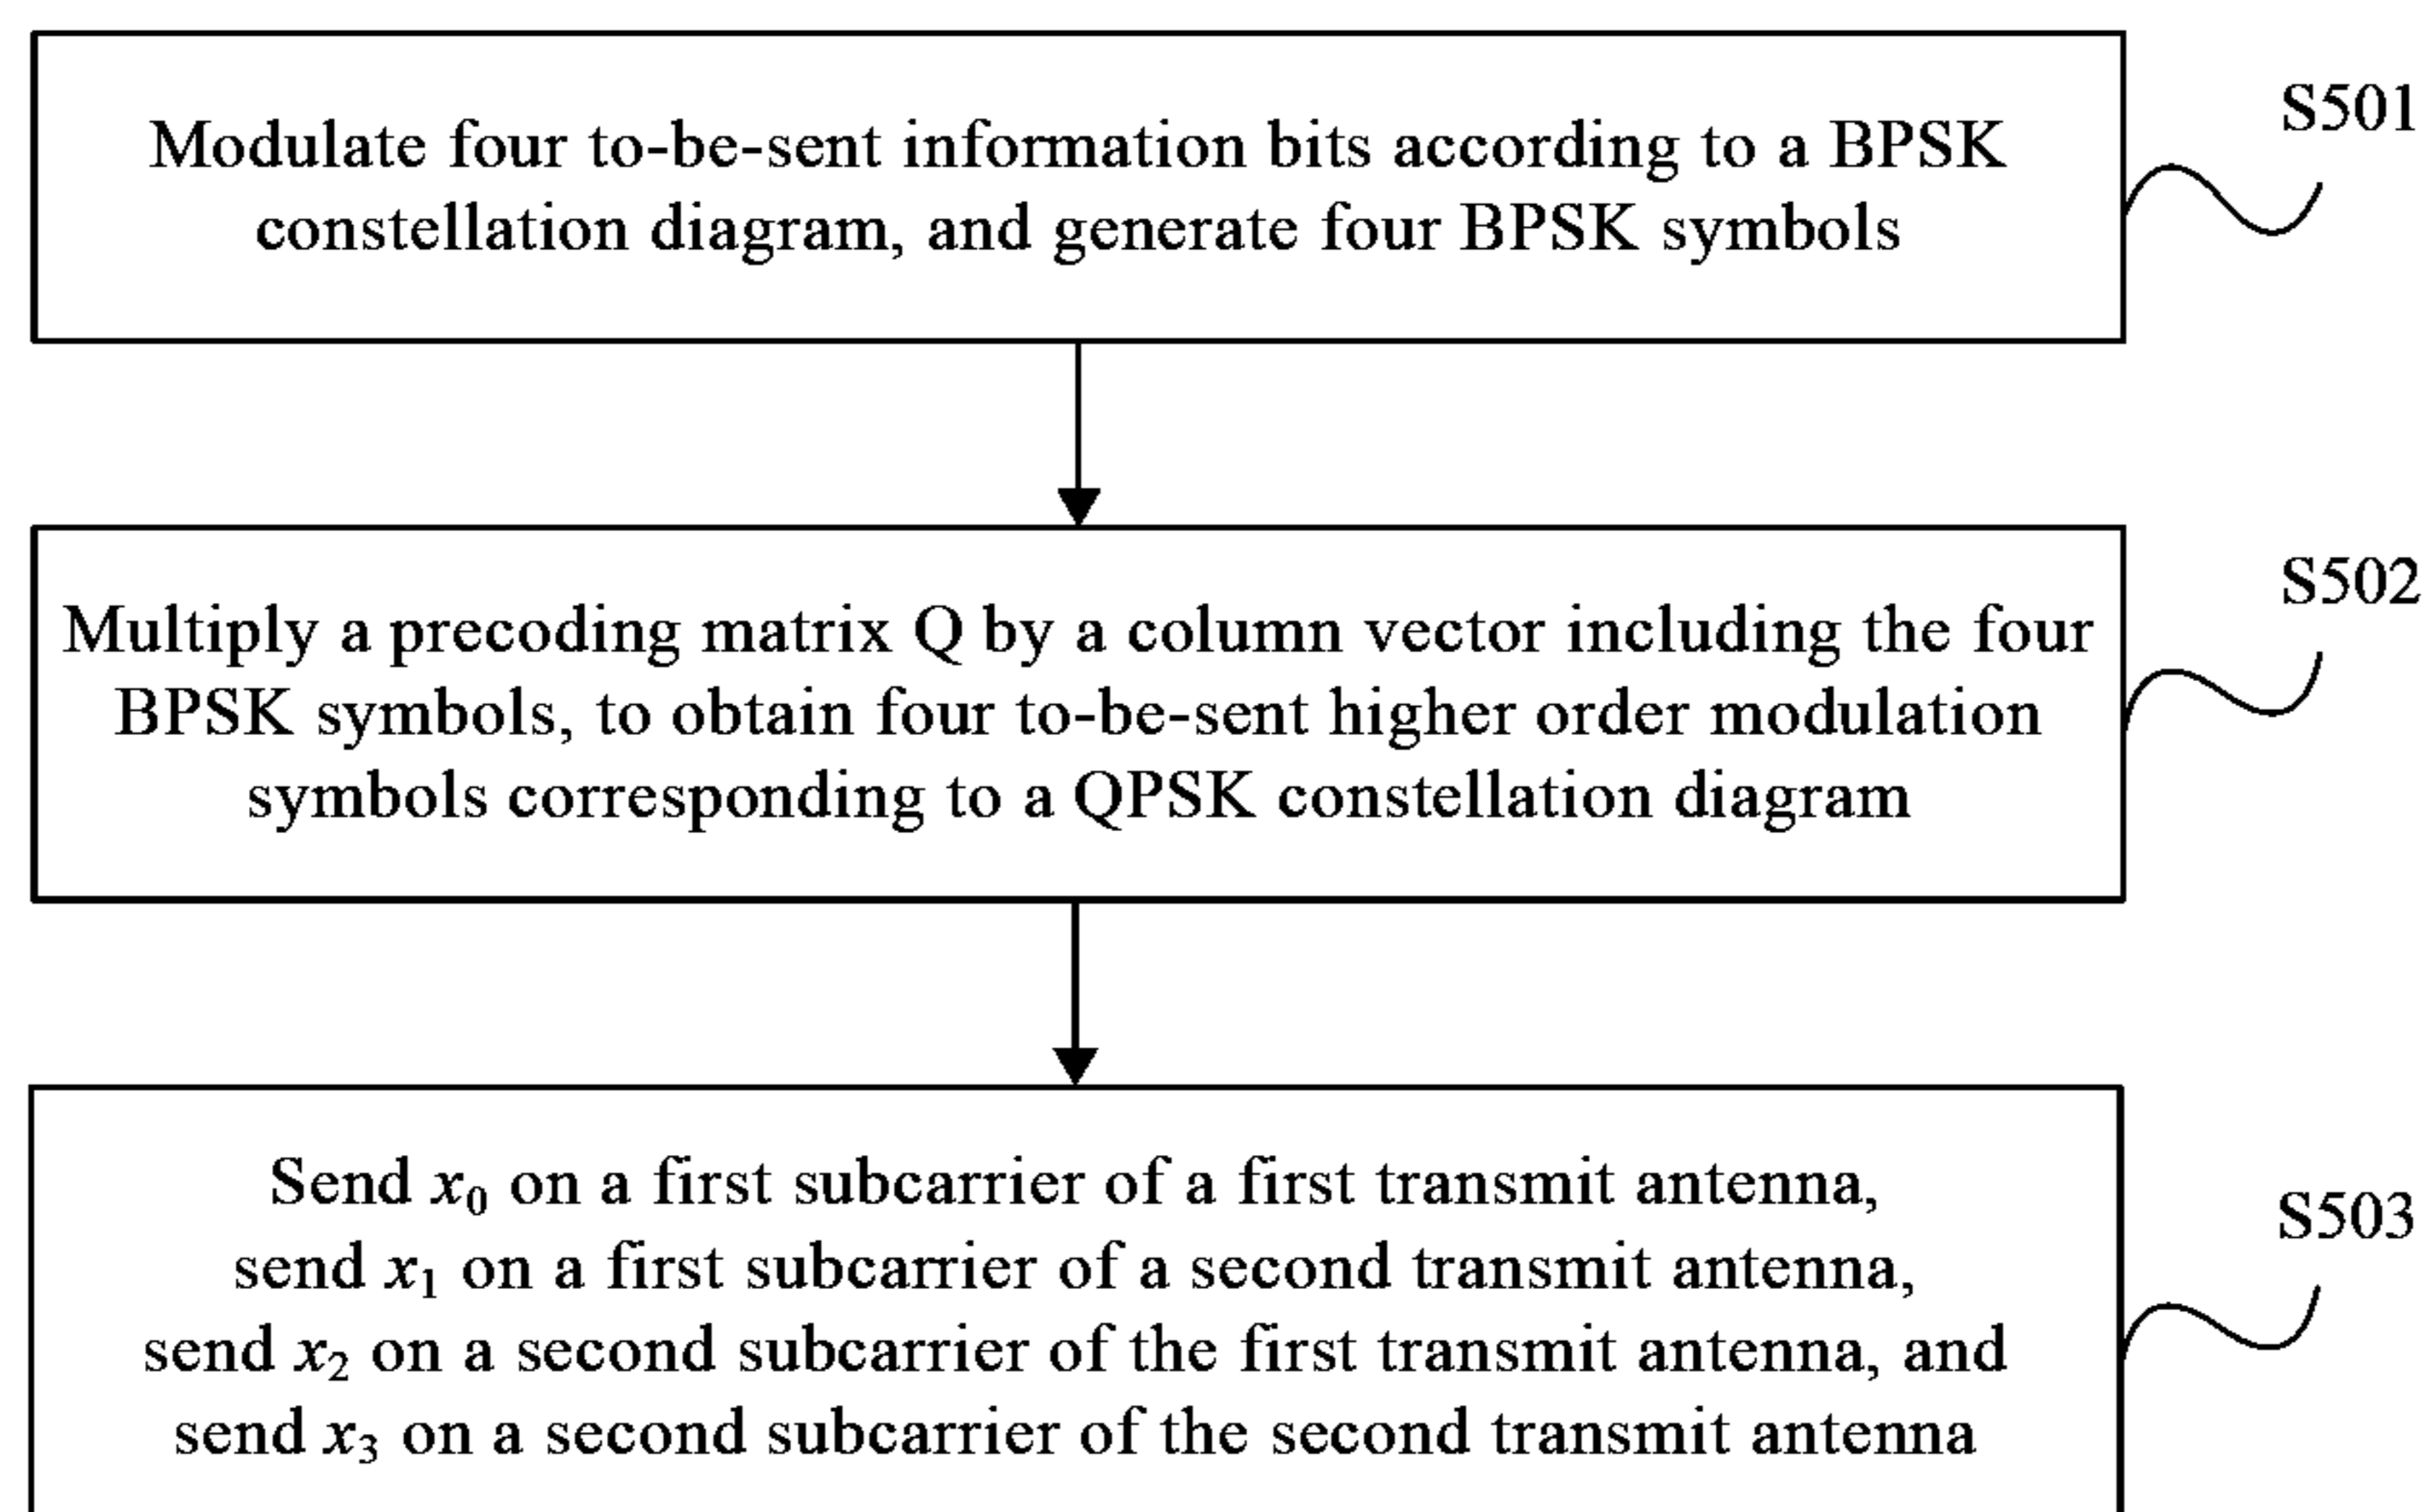 Modulate four to-be-sent information bits according to a BPSK
constellation diagram, and generate four BPSK symbols
S501
Multiply a precoding matrix Q by a column vector including the four
BPSK symbols, to obtain four to-be-sent higher order modulation
symbols corresponding to a QPSK constellation diagram
S502
Send x₀ on a first subcarrier of a first transmit antenna,
send x₁ on a first subcarrier of a second transmit antenna,
send x₂ on a second subcarrier of the first transmit antenna, and
send x₃ on a second subcarrier of the second transmit antenna
S503